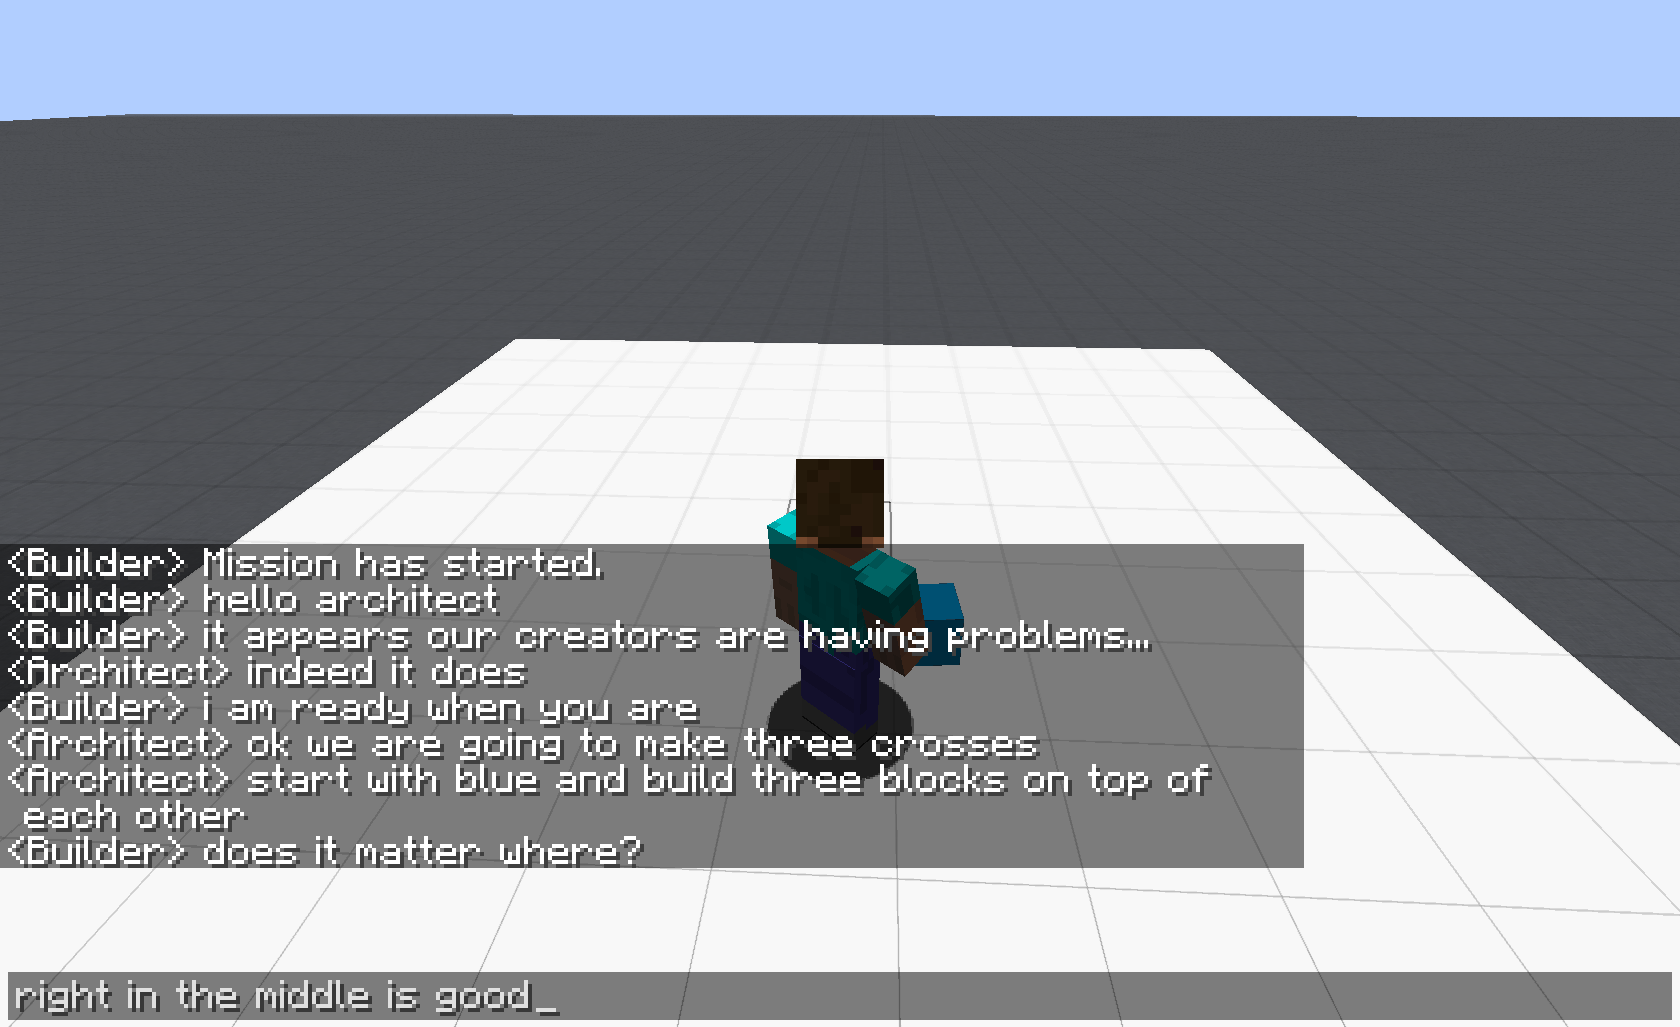 <Builder> Mission has started.
<Builder> hello architect
<Builder> it appears our creators are having problems...
<Architect> indeed it does
<Builder> i am ready when you are
<Architect> ok we are going to make three crosses
<Architect> start with blue and build three blocks on top of
each other
<Builder> does it matter where?
right in the middle is good_